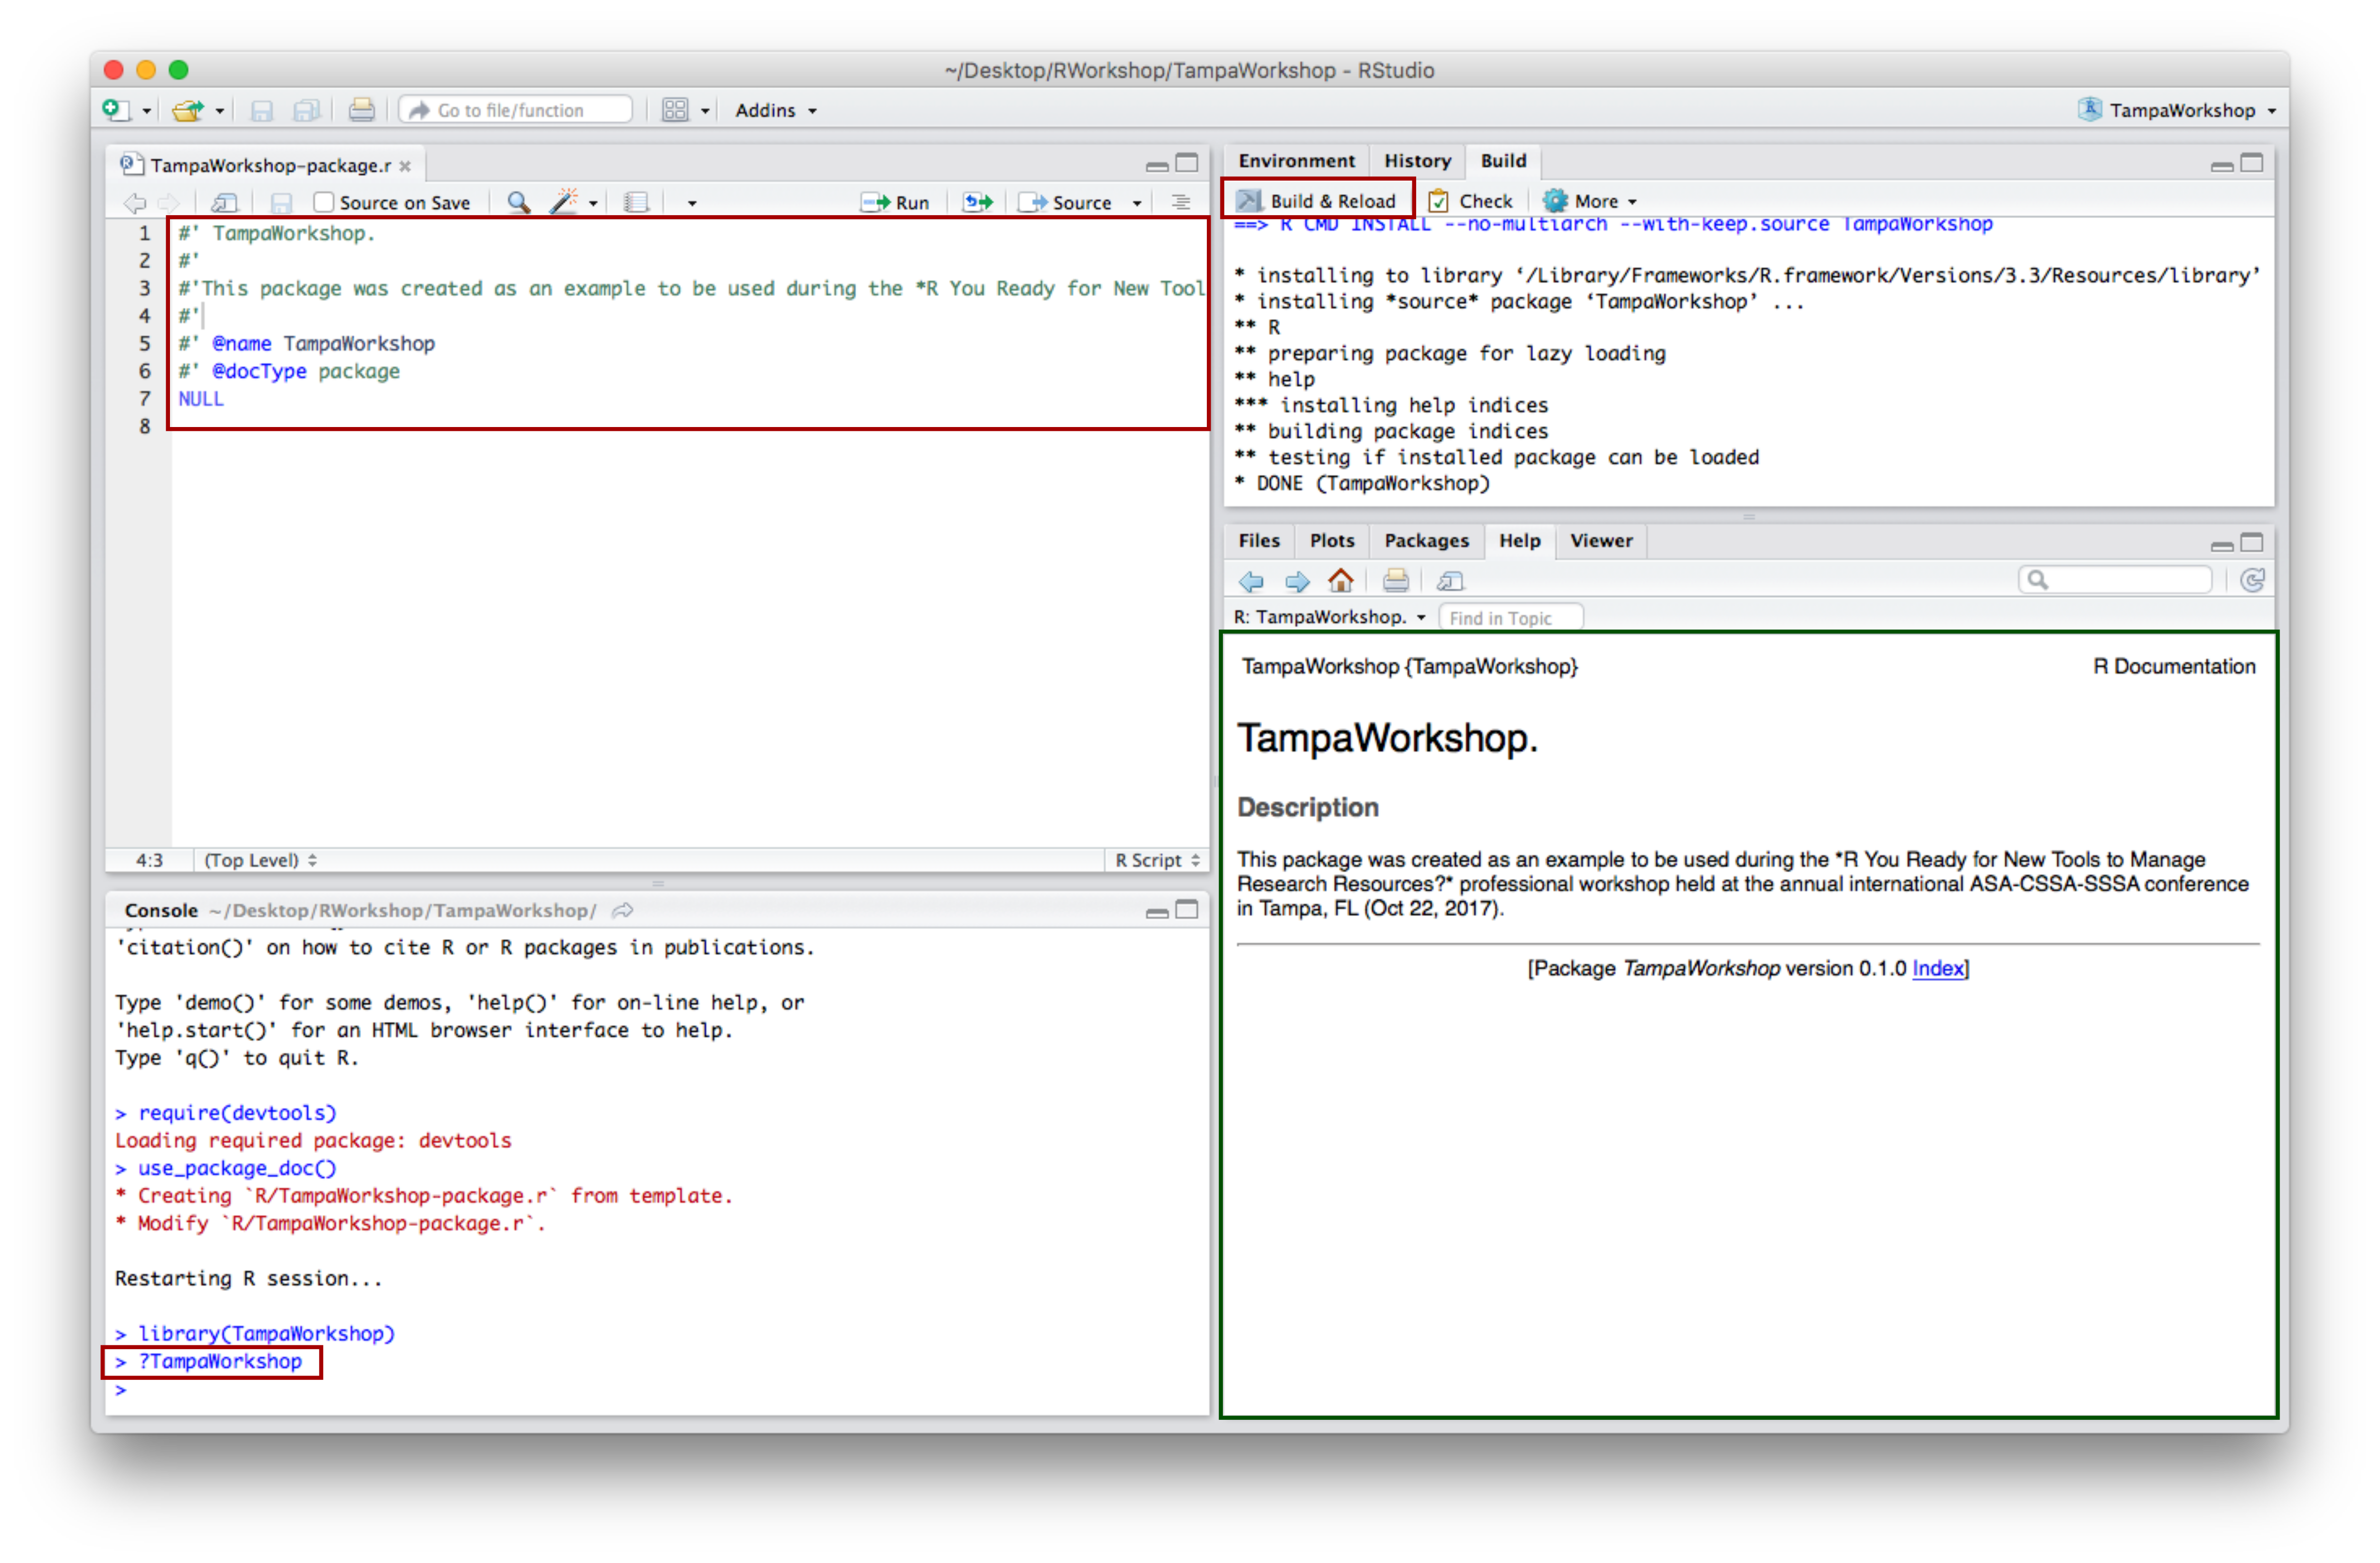 ~/Desktop/RWorkshop/TampaWorkshop - RStudio
Go to file/function
Addins
TampaWorkshop
TampaWorkshop-package.r
Source on Save
Run
Source
1 #' TampaWorkshop.
2 #'
3 #'This package was created as an example to be used during the *R You Ready for New Tool
4 #'
5 #' @name TampaWorkshop
6 #' @docType package
7 NULL
8
4:3 (Top Level) R Script
Console ~/Desktop/RWorkshop/TampaWorkshop/
'citation()' on how to cite R or R packages in publications.
Type 'demo()' for some demos, 'help()' for on-line help, or
'help.start()' for an HTML browser interface to help.
Type 'q()' to quit R.
> require(devtools)
Loading required package: devtools
> use_package_doc()
* Creating `R/TampaWorkshop-package.r` from template.
* Modify `R/TampaWorkshop-package.r`.
Restarting R session...
> library(TampaWorkshop)
> ?TampaWorkshop
>
Environment History Build
Build & Reload Check More
==> R CMD INSTALL --no-multiarch --with-keep.source TampaWorkshop
* installing to library ‘/Library/Frameworks/R.framework/Versions/3.3/Resources/library’
* installing *source* package ‘TampaWorkshop’ ...
** R
** preparing package for lazy loading
** help
*** installing help indices
** building package indices
** testing if installed package can be loaded
* DONE (TampaWorkshop)
Files Plots Packages Help Viewer
R: TampaWorkshop. Find in Topic
TampaWorkshop {TampaWorkshop} R Documentation
TampaWorkshop.
Description
This package was created as an example to be used during the *R You Ready for New Tools to Manage
Research Resources?* professional workshop held at the annual international ASA-CSSA-SSSA conference
in Tampa, FL (Oct 22, 2017).
[Package TampaWorkshop version 0.1.0 Index]